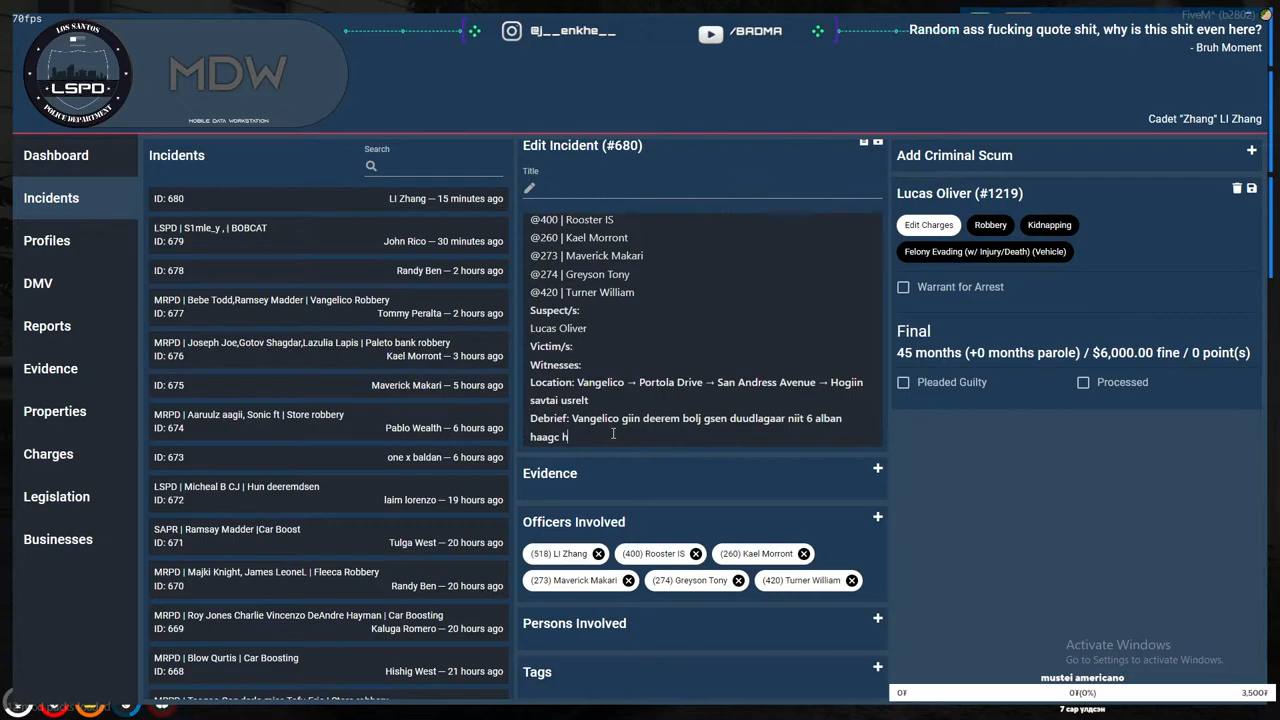 70fps
FiveM* (b2802)
LOS SANTOS
LSPD
POLICE DEPARTMENT
MDW
MOBILE DATA WORKSTATION
@j__enkhe__
/BADMA
Random ass fucking quote shit, why is this shit even here?
- Bruh Moment
Cadet "Zhang" LI Zhang
Dashboard
Incidents
Profiles
DMV
Reports
Evidence
Properties
Charges
Legislation
Businesses
Incidents
Search
ID: 680
LI Zhang — 15 minutes ago
LSPD | S1mle_y , | BOBCAT
ID: 679
John Rico — 30 minutes ago
ID: 678
Randy Ben — 2 hours ago
MRPD | Bebe Todd,Ramsey Madder | Vangelico Robbery
ID: 677
Tommy Peralta — 2 hours ago
MRPD | Joseph Joe,Gotov Shagdar,Lazulia Lapis | Paleto bank robbery
ID: 676
Kael Morront — 3 hours ago
ID: 675
Maverick Makari — 5 hours ago
MRPD | Aaruulz aagii, Sonic ft | Store robbery
ID: 674
Pablo Wealth — 6 hours ago
ID: 673
one x baldan — 6 hours ago
LSPD | Micheal B CJ | Hun deeremdsen
ID: 672
laim lorenzo — 19 hours ago
SAPR | Ramsay Madder |Car Boost
ID: 671
Tulga West — 20 hours ago
MRPD | Majki Knight, James LeoneL | Fleeca Robbery
ID: 670
Randy Ben — 20 hours ago
MRPD | Roy Jones Charlie Vincenzo DeAndre Hayman | Car Boosting
ID: 669
Kaluga Romero — 20 hours ago
MRPD | Blow Qurtis | Car Boosting
ID: 668
Hishig West — 21 hours ago
Edit Incident (#680)
Title
@400 | Rooster IS
@260 | Kael Morront
@273 | Maverick Makari
@274 | Greyson Tony
@420 | Turner William
Suspect/s:
Lucas Oliver
Victim/s:
Witnesses:
Location: Vangelico → Portola Drive → San Andress Avenue → Hogiin
savtai usrelt
Debrief: Vangelico giin deerem bolj gsen duudlagaar niit 6 alban
haagc h
Evidence
Officers Involved
(518) LI Zhang
(400) Rooster IS
(260) Kael Morront
(273) Maverick Makari
(274) Greyson Tony
(420) Turner William
Persons Involved
Tags
Add Criminal Scum
Lucas Oliver (#1219)
Edit Charges
Robbery
Kidnapping
Felony Evading (w/ Injury/Death) (Vehicle)
Warrant for Arrest
Final
45 months (+0 months parole) / $6,000.00 fine / 0 point(s)
Pleaded Guilty
Processed
Activate Windows
Go to Settings to activate Windows.
mustei americano
0₮
0₮(0%)
3,500₮
7 сар үлдсэн